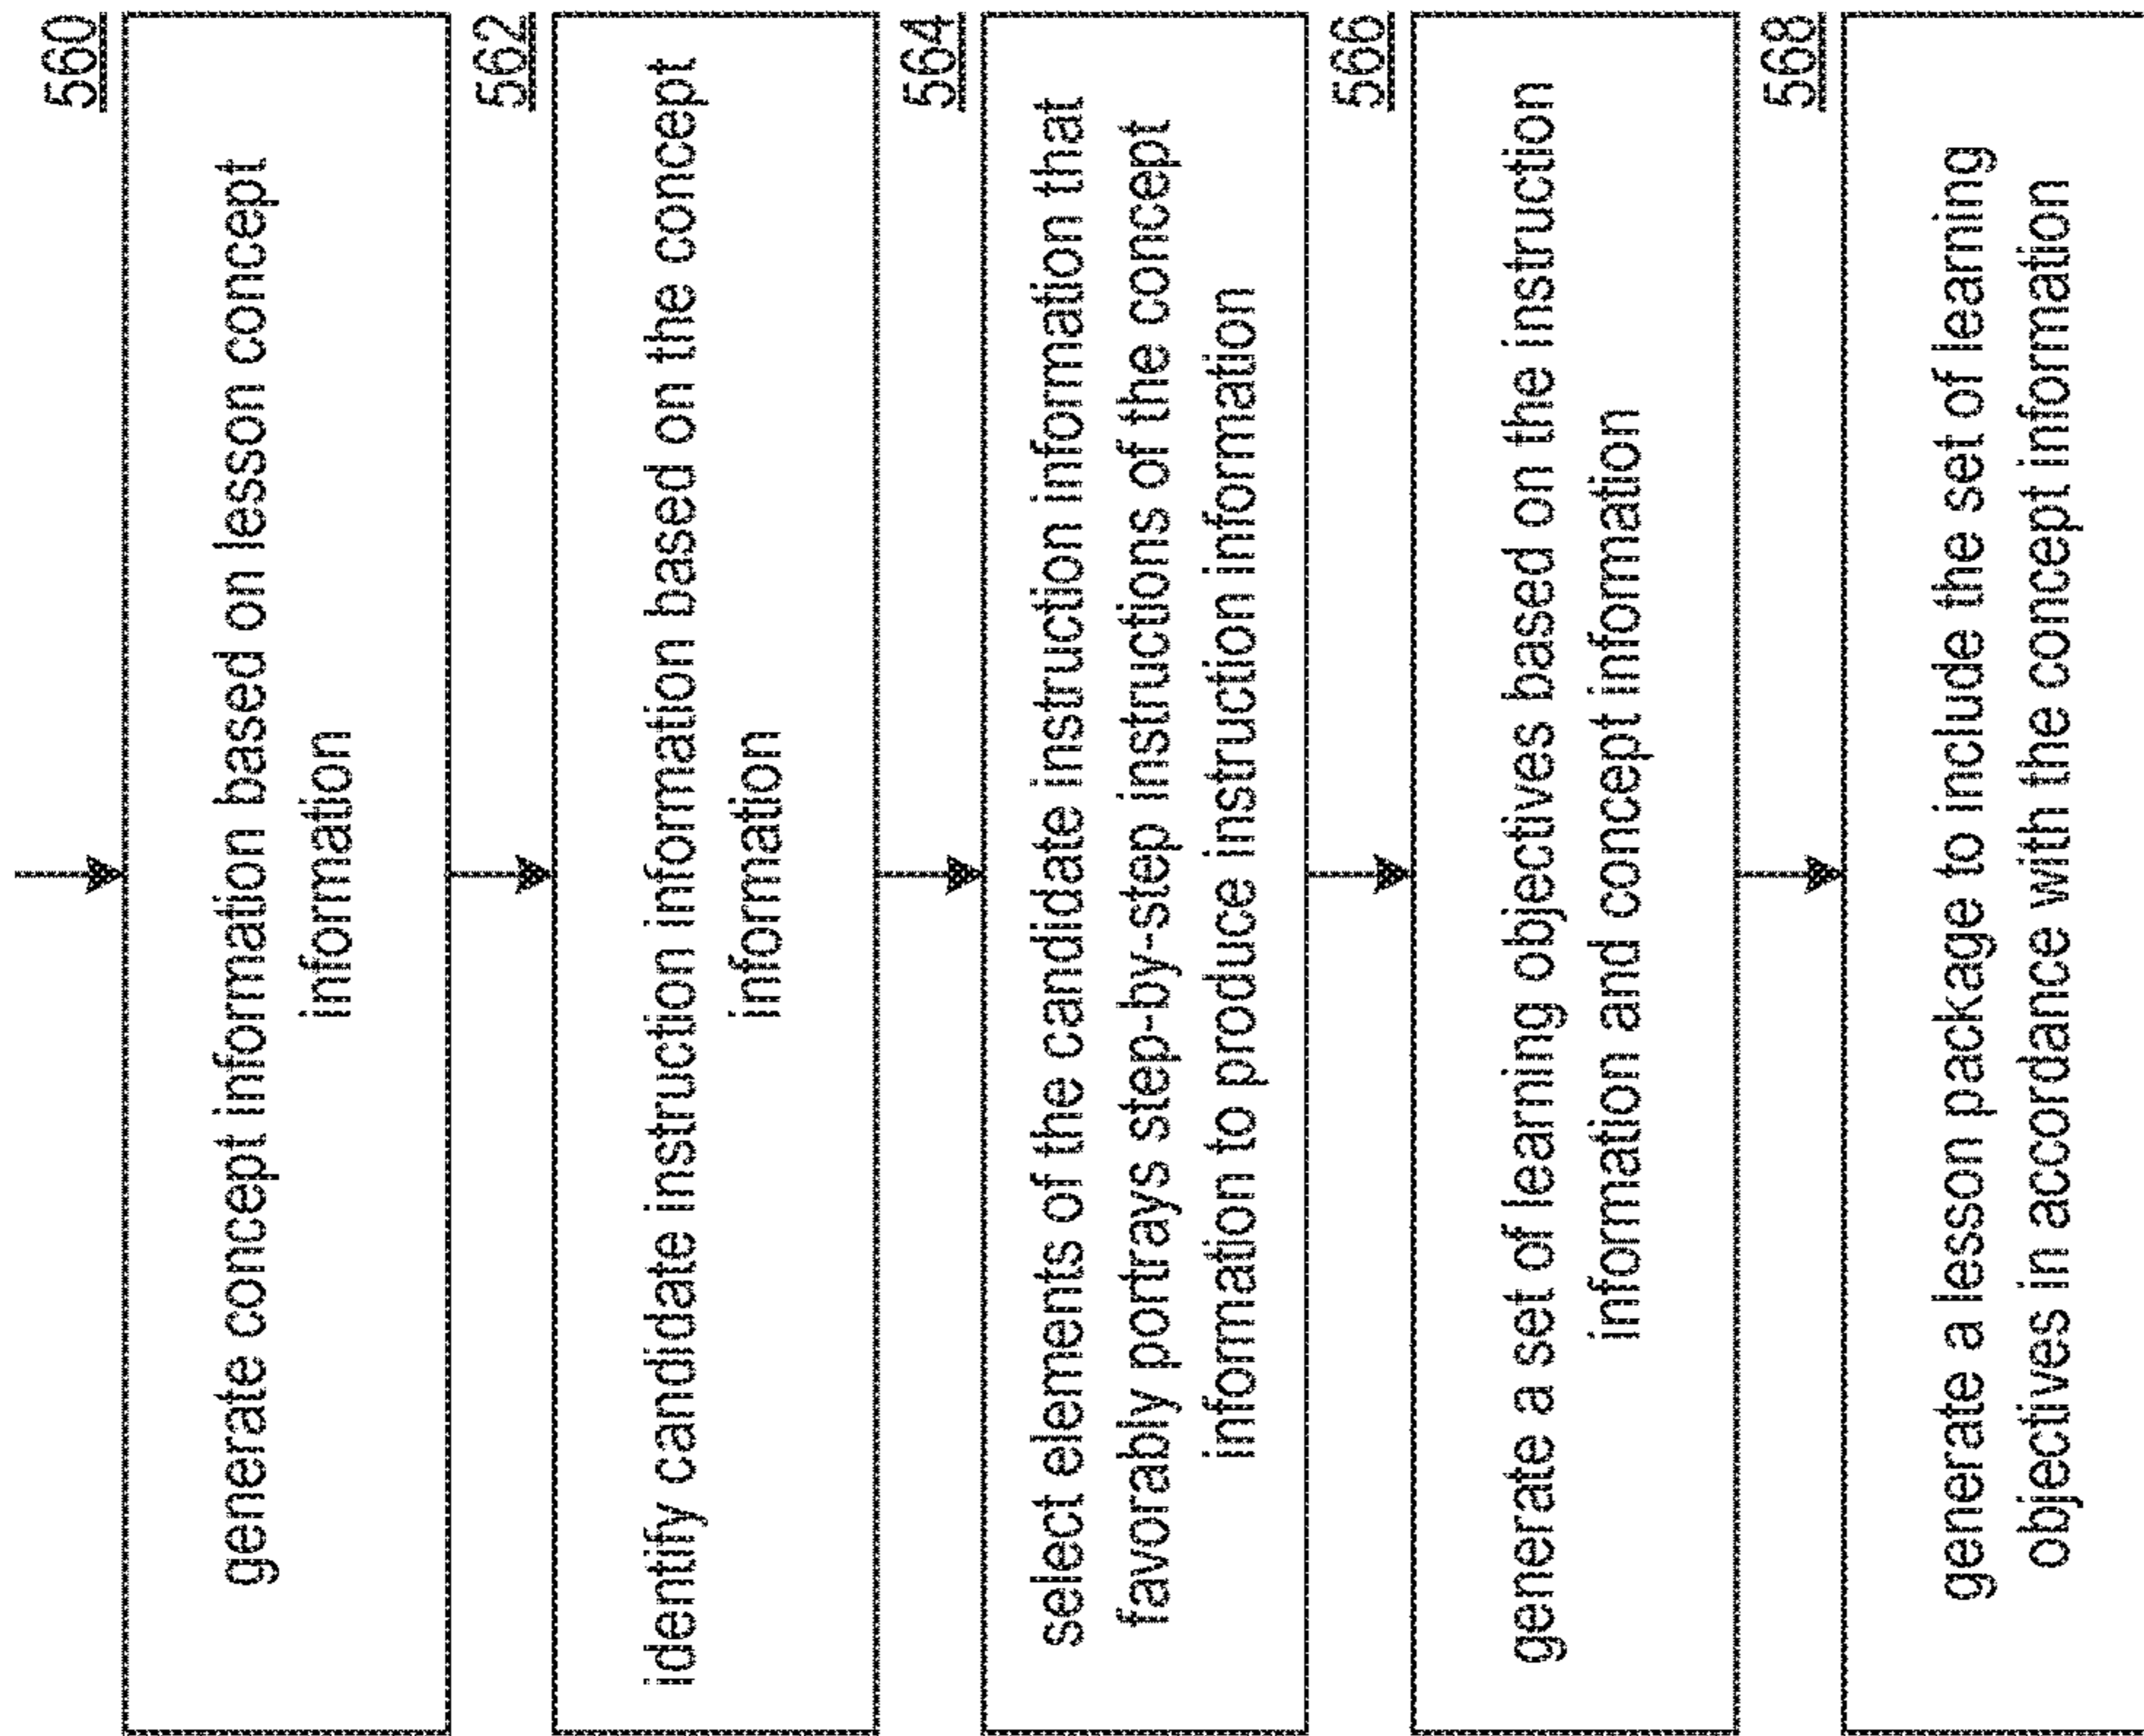 560
generate concept information based on lesson concept
information
562
identify candidate instruction information based on the concept
information
564
select elements of the candidate instruction information that
favorably portrays step-by-step instructions of the concept
information to produce instruction information
566
generate a set of learning objectives based on the instruction
information and concept information
568
generate a lesson package to include the set of learning
objectives in accordance with the concept information